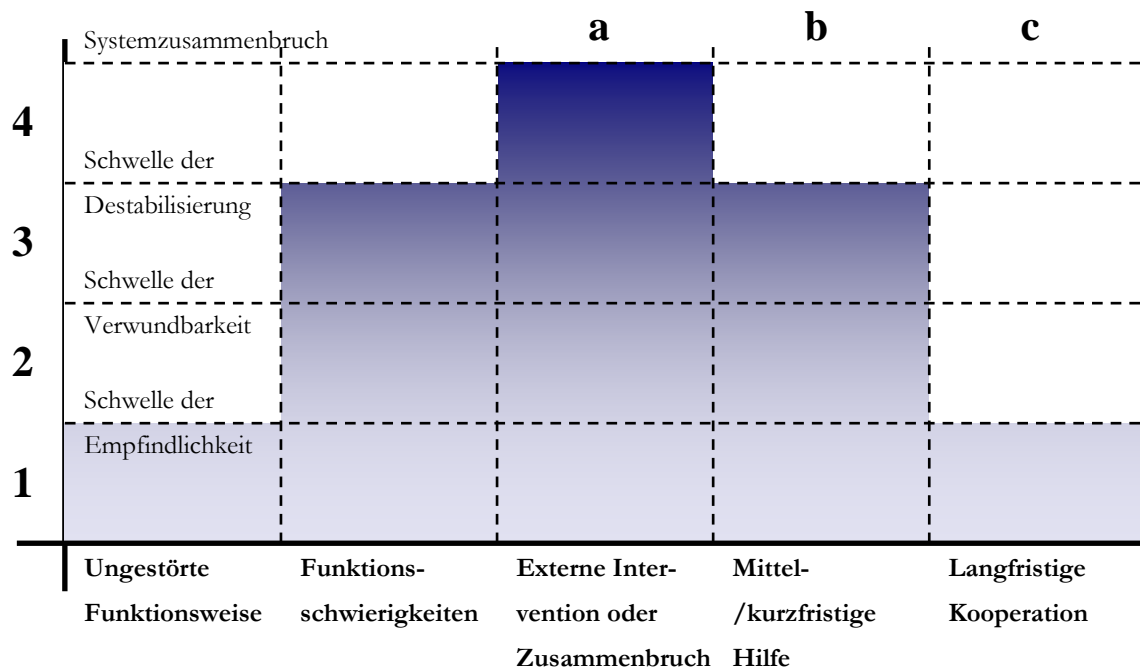 a
b
c
Systemzusammenbruch
4
Schwelle der
Destabilisierung
3
Schwelle der
Verwundbarkeit
2
Schwelle der
Empfindlichkeit
1
Ungestörte
Funktionsweise
Funktions-
schwierigkeiten
Externe Inter-
vention oder
Zusammenbruch
Mittel-
/kurzfristige
Hilfe
Langfristige
Kooperation